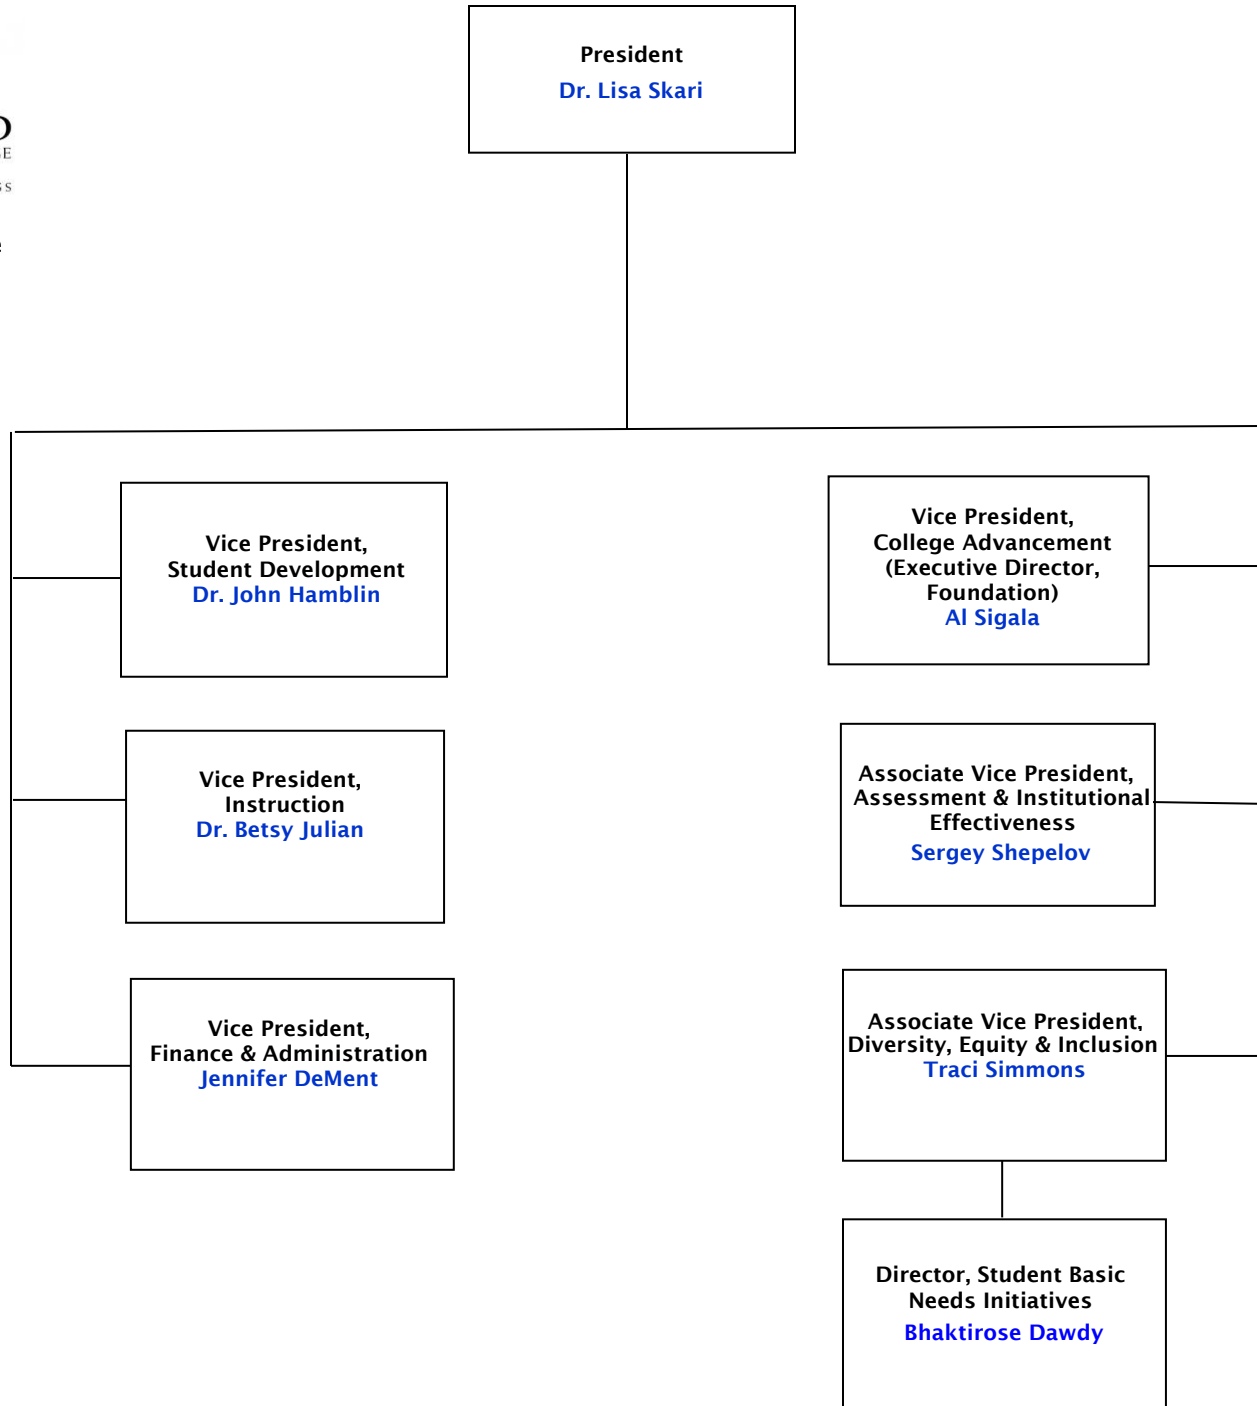 President
Dr. Lisa Skari
Vice President,
Student Development
Dr. John Hamblin
Vice President,
Instruction
Dr. Betsy Julian
Vice President,
Finance & Administration
Jennifer DeMent
Vice President,
College Advancement
(Executive Director,
Foundation)
Al Sigala
Associate Vice President,
Assessment & Institutional
Effectiveness
Sergey Shepelov
Associate Vice President,
Diversity, Equity & Inclusion
Traci Simmons
Director, Student Basic
Needs Initiatives
Bhaktirose Dawdy